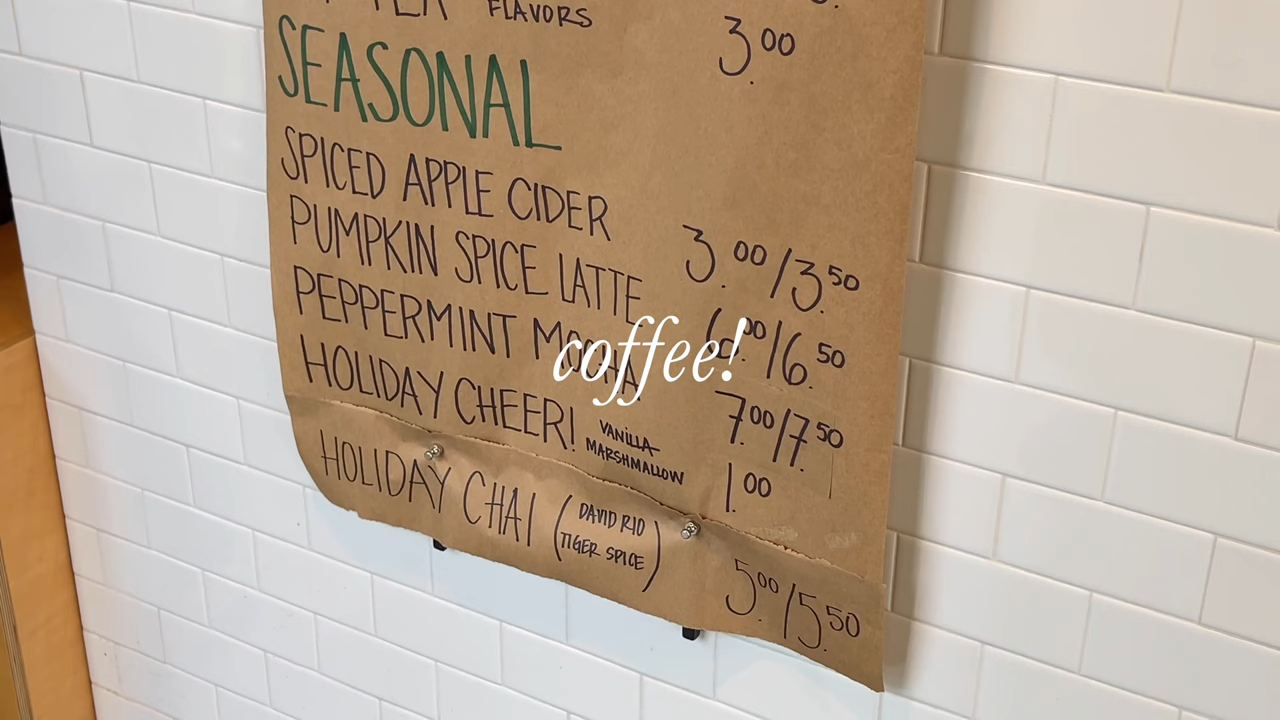 FLAVORS
3.00
SEASONAL
SPICED APPLE CIDER 3.00/3.50
PUMPKIN SPICE LATTE 6.00/6.50
PEPPERMINT MOCHA 7.00/7.50
HOLIDAY CHEER! VANILLA MARSHMALLOW 1.00
HOLIDAY CHAI (DAVID RIO TIGER SPICE) 5.00/5.50
coffee!